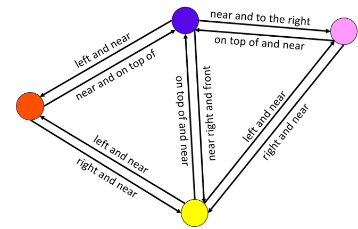 near and to the right
left and near
on top of and near
near and on top of
on top of and near
near right and front
left and near
right and near
left and near
right and near